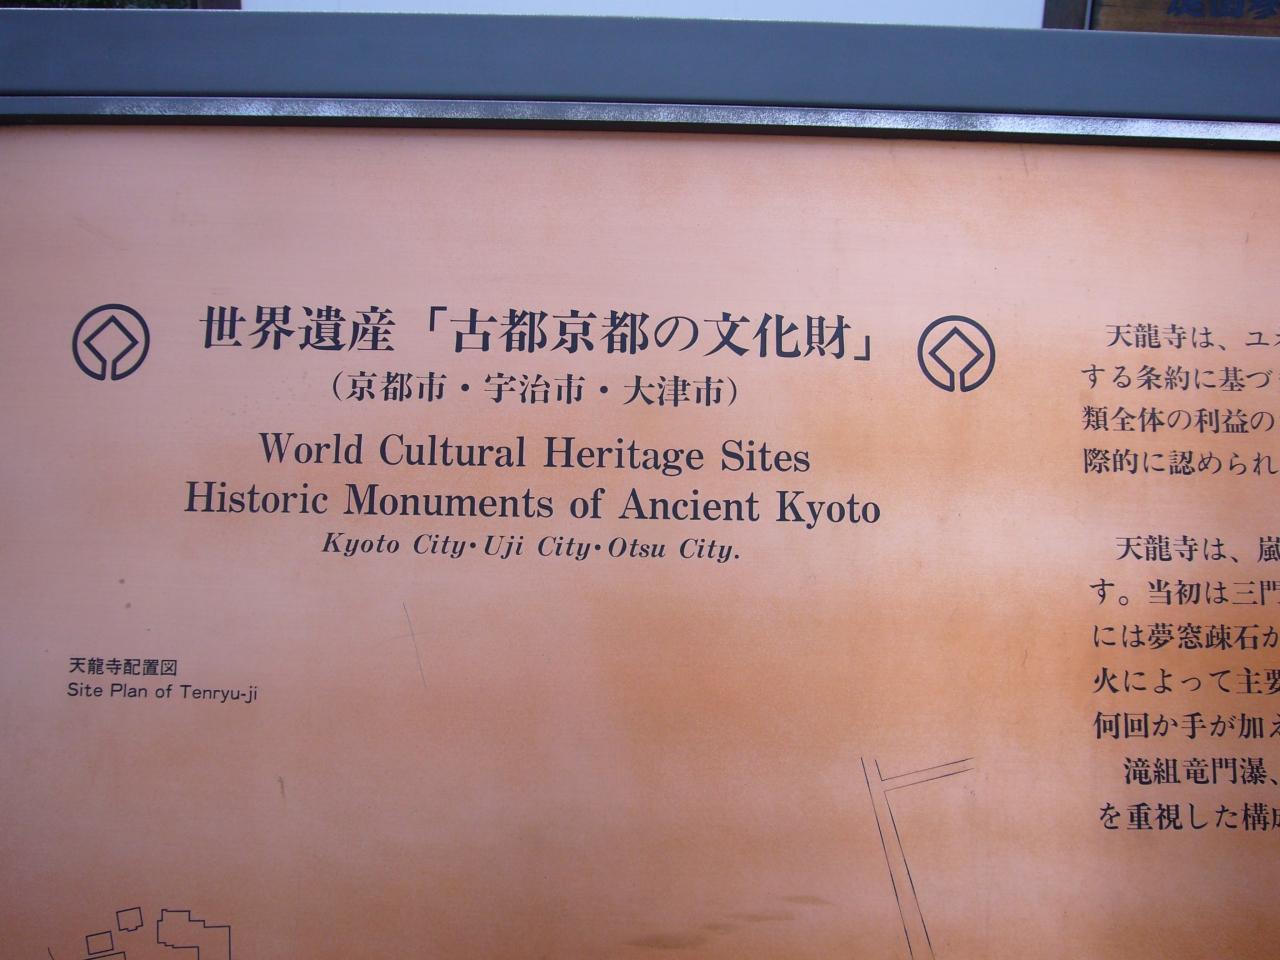 世界遺産「古都京都の文化財」
(京都市・宇治市・大津市)
World Cultural Heritage Sites
Historic Monuments of Ancient Kyoto
Kyoto City・Uji City・Otsu City.
天龍寺配置図
Site Plan of Tenryu-ji
天龍寺は、ユネ
する条約に基づ
類全体の利益の
際的に認められ
天龍寺は、嵐
す。当初は三門
には夢窓疎石か
火によって主要
何回か手が加え
滝組竜門瀑、
を重視した構成